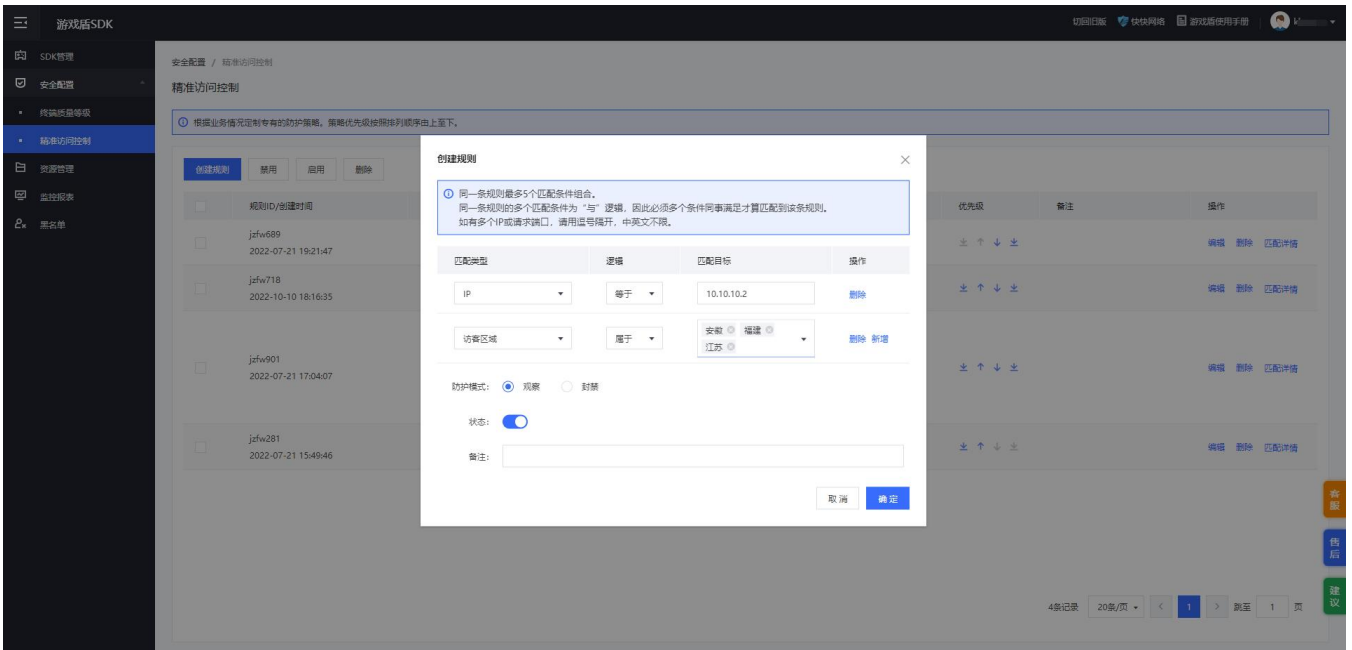 游戏盾SDK
切回旧版 快快网络 游戏盾使用手册
SDK管理
安全配置
终端质量等级
精准访问控制
资源管理
监控报表
黑名单
安全配置 / 精准访问控制
精准访问控制
根据业务情况定制专有的防护策略。策略优先级按照排列顺序由上至下。
创建规则 禁用 启用 删除
规则ID/创建时间 优先级 备注 操作
jzfw689
2022-07-21 19:21:47
编辑 删除 匹配详情
jzfw718
2022-10-10 18:16:35
编辑 删除 匹配详情
jzfw901
2022-07-21 17:04:07
编辑 删除 匹配详情
jzfw281
2022-07-21 15:49:46
编辑 删除 匹配详情
创建规则
同一条规则最多5个匹配条件组合。
同一条规则的多个匹配条件为“与”逻辑，因此必须多个条件同事满足才算匹配到该条规则。
如有多个IP或请求端口，请用逗号隔开，中英文不限。
匹配类型 逻辑 匹配目标 操作
IP 等于 10.10.10.2 删除
访客区域 属于 安徽 福建 江苏 删除 新增
防护模式： 观察 封禁
状态：
备注：
取消 确定
4条记录 20条/页 1 跳至 1 页
客服
售后
建议